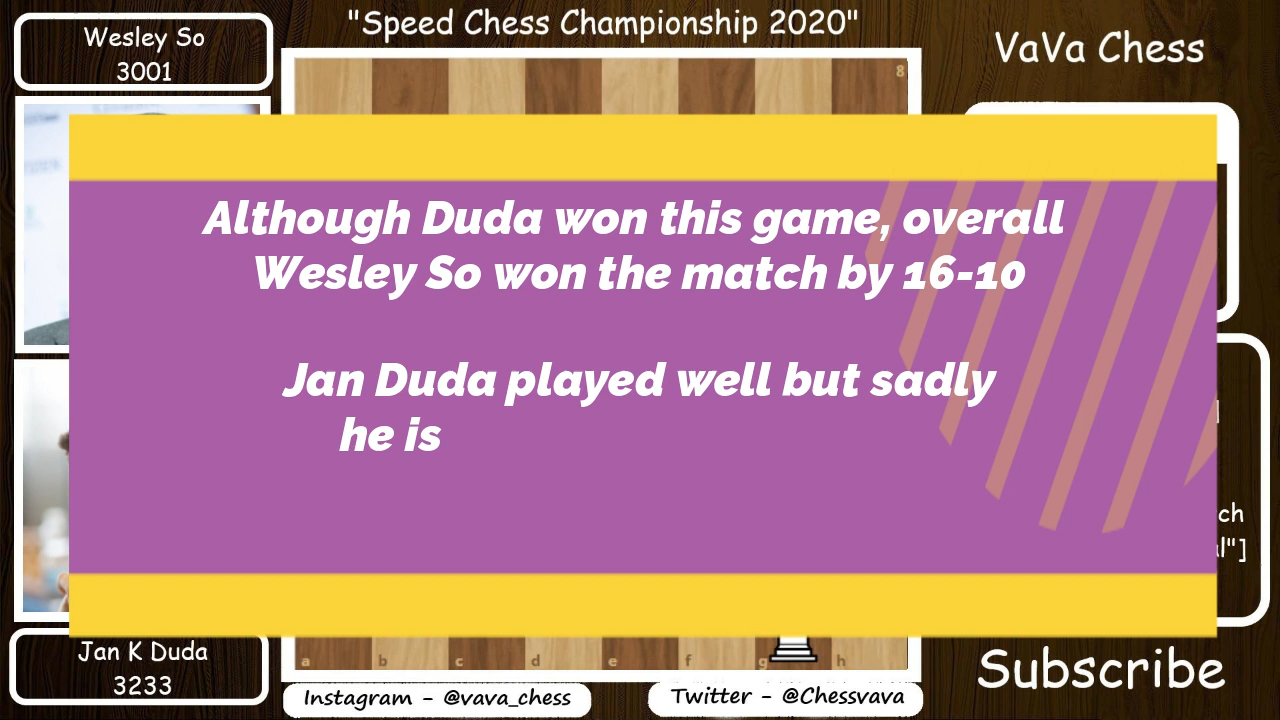 Wesley So
3001
"Speed Chess Championship 2020"
VaVa Chess
8
Although Duda won this game, overall
Wesley So won the match by 16-10
Jan Duda played well but sadly
he is
ch
"]
Jan K Duda
3233
a b c d e f g h
Instagram - @vava_chess
Twitter - @Chessvava
Subscribe